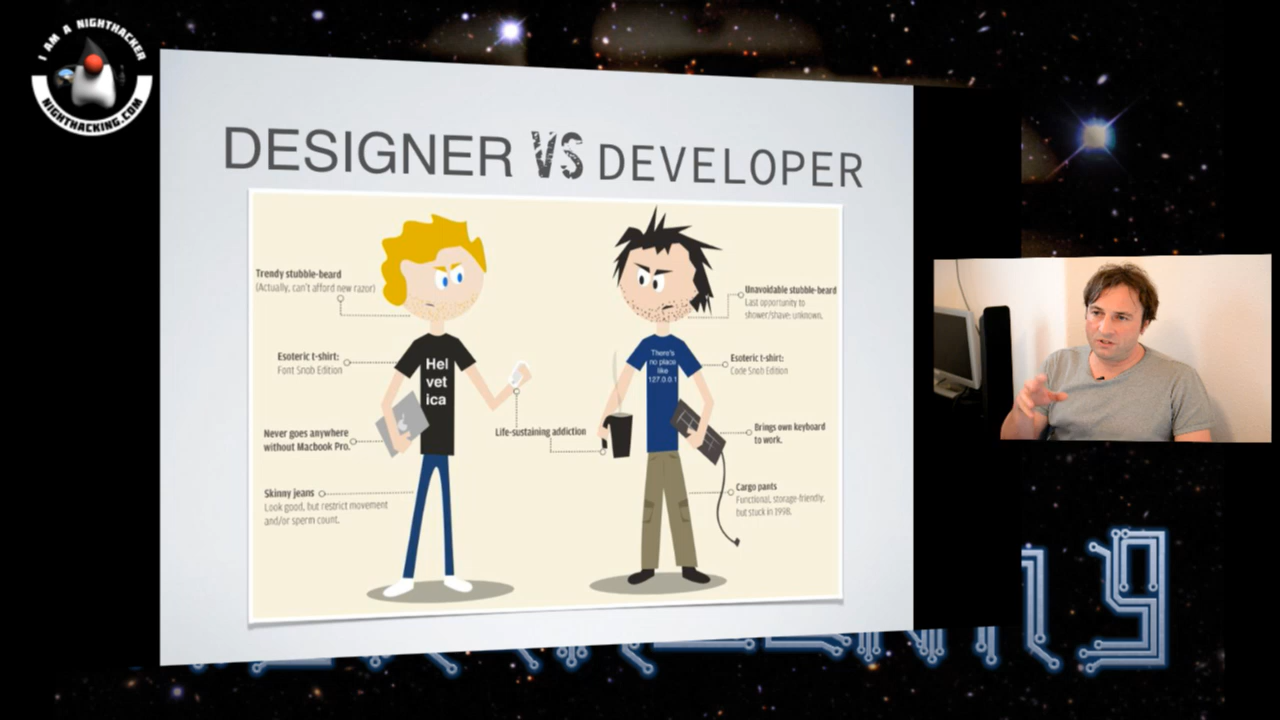 I AM A NIGHTHACKER
NIGHTHACKING.COM
DESIGNER VS DEVELOPER
Trendy stubble-beard
(Actually, can't afford new razor)
Esoteric t-shirt:
Font Snob Edition
Never goes anywhere
without Macbook Pro.
Skinny jeans
Look good, but restrict movement
and/or sperm count.
Hel
vet
ica
Life-sustaining addiction
There's
no place
like
127.0.0.1
Unavoidable stubble-beard
Last opportunity to
shower/shave: unknown.
Esoteric t-shirt:
Code Snob Edition
Brings own keyboard
to work.
Cargo pants
Functional, storage-friendly,
but stuck in 1998.